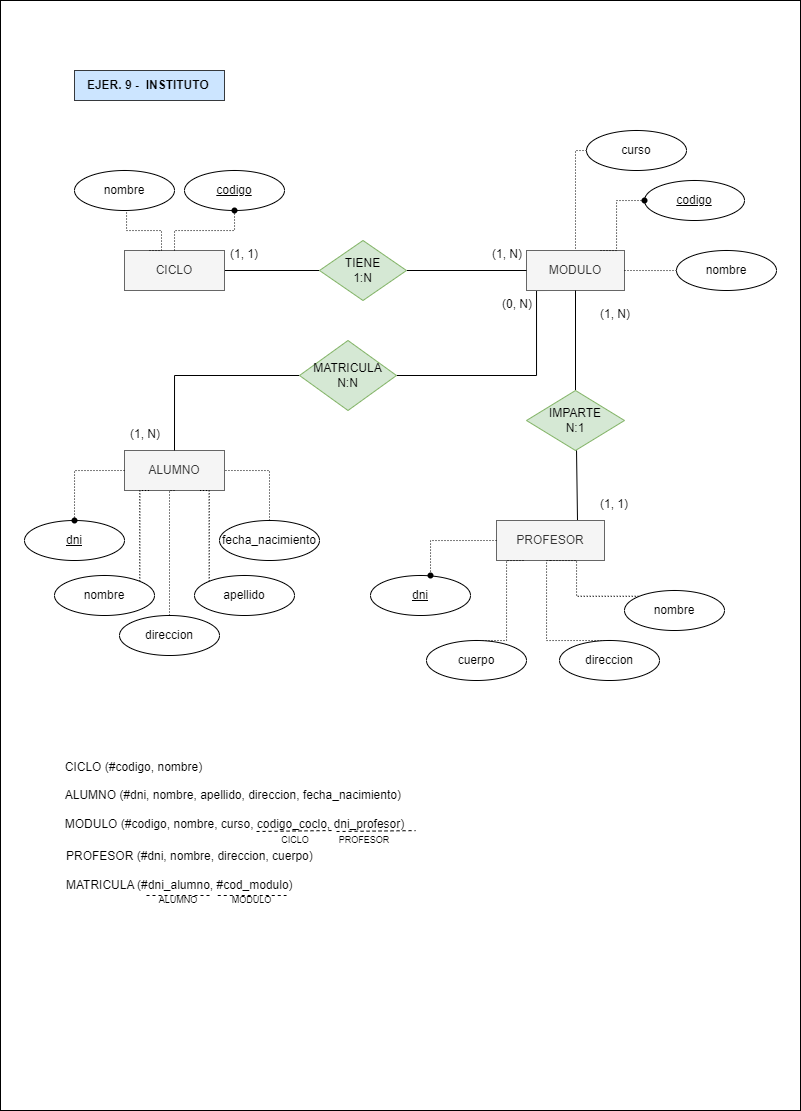 EJER. 9 - INSTITUTO
curso
nombre
codigo
codigo
(1, 1)
TIENE
1:N
(1, N)
CICLO
MODULO
nombre
(0, N)
(1, N)
MATRICULA
N:N
IMPARTE
N:1
(1, N)
ALUMNO
(1, 1)
PROFESOR
dni
fecha_nacimiento
nombre
apellido
dni
nombre
direccion
cuerpo
direccion
CICLO (#codigo, nombre)
ALUMNO (#dni, nombre, apellido, direccion, fecha_nacimiento)
MODULO (#codigo, nombre, curso, codigo_coclo, dni_profesor)
CICLO PROFESOR
PROFESOR (#dni, nombre, direccion, cuerpo)
MATRICULA (#dni_alumno, #cod_modulo)
ALUMNO MODULO